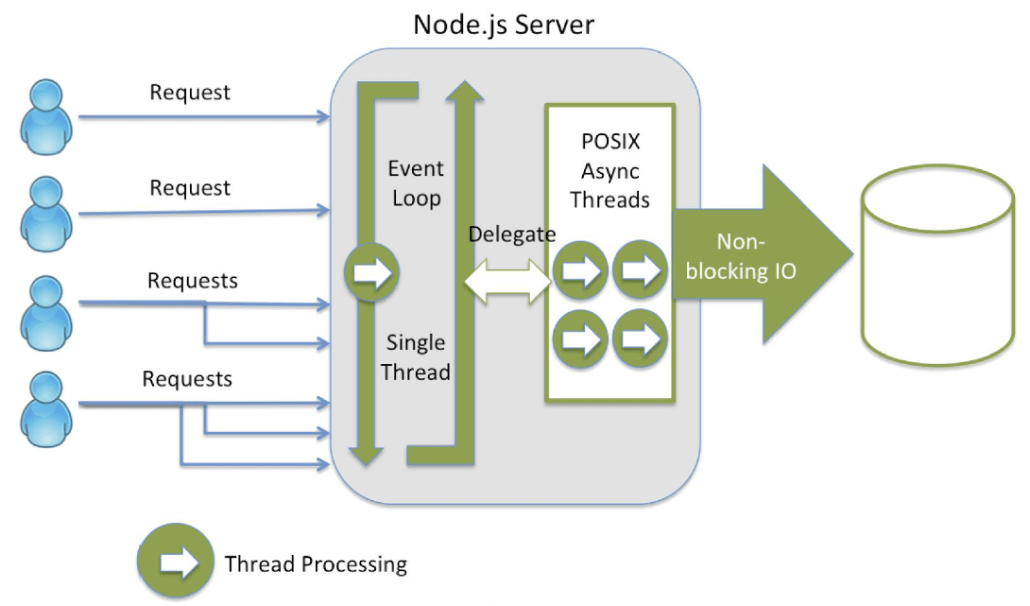 Node.js Server
Request
Request
Requests
Requests
Event
Loop
Single
Thread
Delegate
POSIX
Async
Threads
Non-
blocking IO
Thread Processing